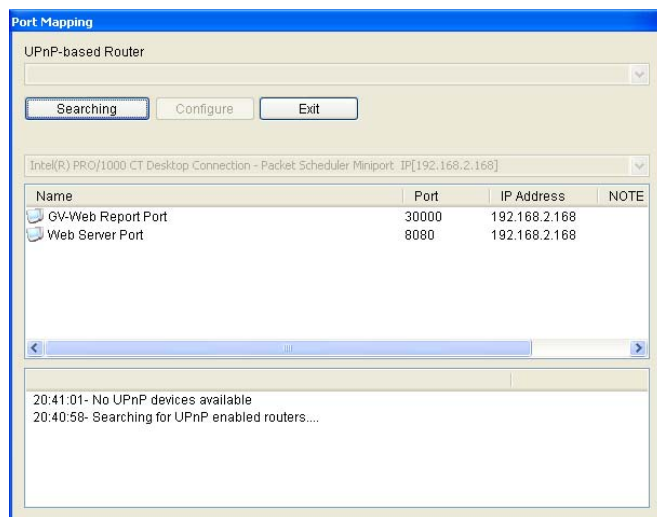 Port Mapping
UPnP-based Router
Searching Configure Exit
Intel(R) PRO/1000 CT Desktop Connection - Packet Scheduler Miniport IP[192.168.2.168]
Name Port IP Address NOTE
GV-Web Report Port 30000 192.168.2.168
Web Server Port 8080 192.168.2.168
20:41:01- No UPnP devices available
20:40:58- Searching for UPnP enabled routers....